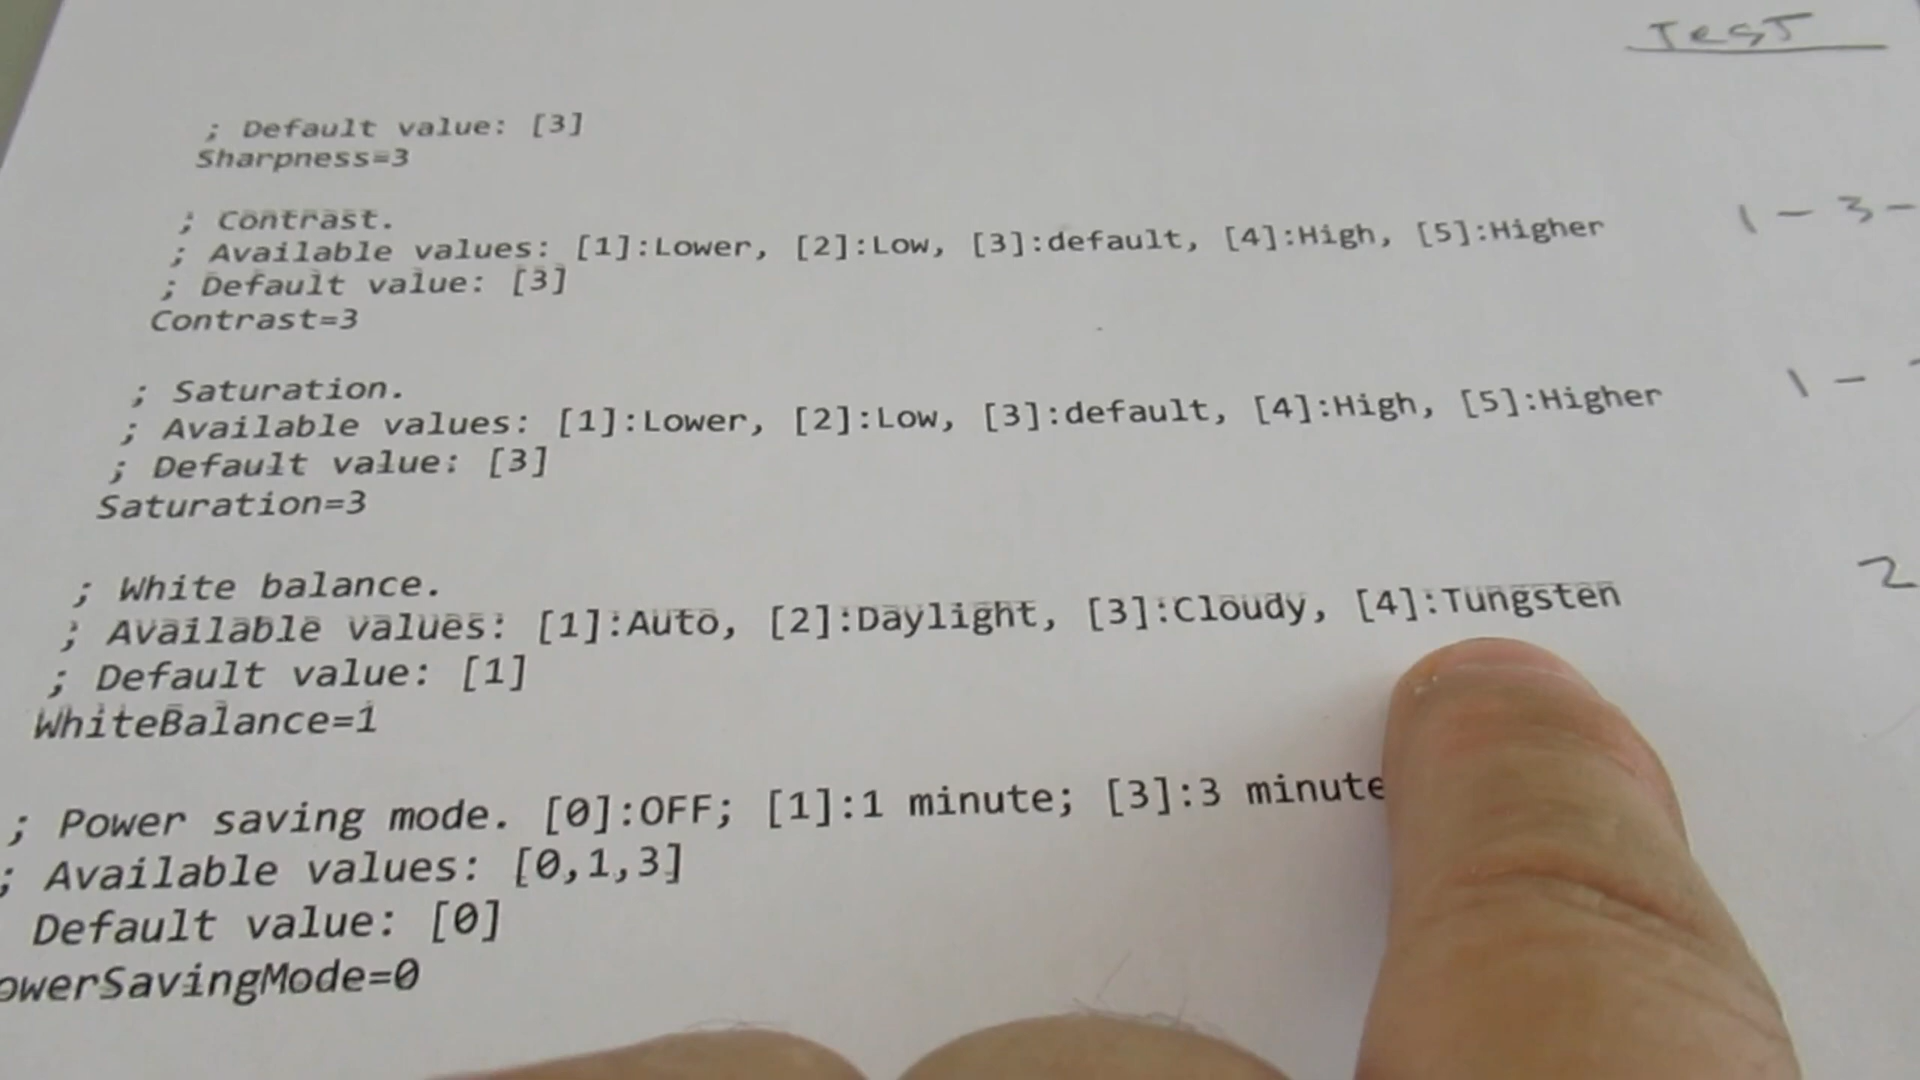 Test
; Default value: [3]
Sharpness=3
; Contrast.
; Available values: [1]:Lower, [2]:Low, [3]:default, [4]:High, [5]:Higher
1-3-
; Default value: [3]
Contrast=3
; Saturation.
; Available values: [1]:Lower, [2]:Low, [3]:default, [4]:High, [5]:Higher
1-
; Default value: [3]
Saturation=3
; White balance.
; Available values: [1]:Auto, [2]:Daylight, [3]:Cloudy, [4]:Tungsten
2
; Default value: [1]
WhiteBalance=1
; Power saving mode. [0]:OFF; [1]:1 minute; [3]:3 minute
; Available values: [0,1,3]
Default value: [0]
owerSavingMode=0